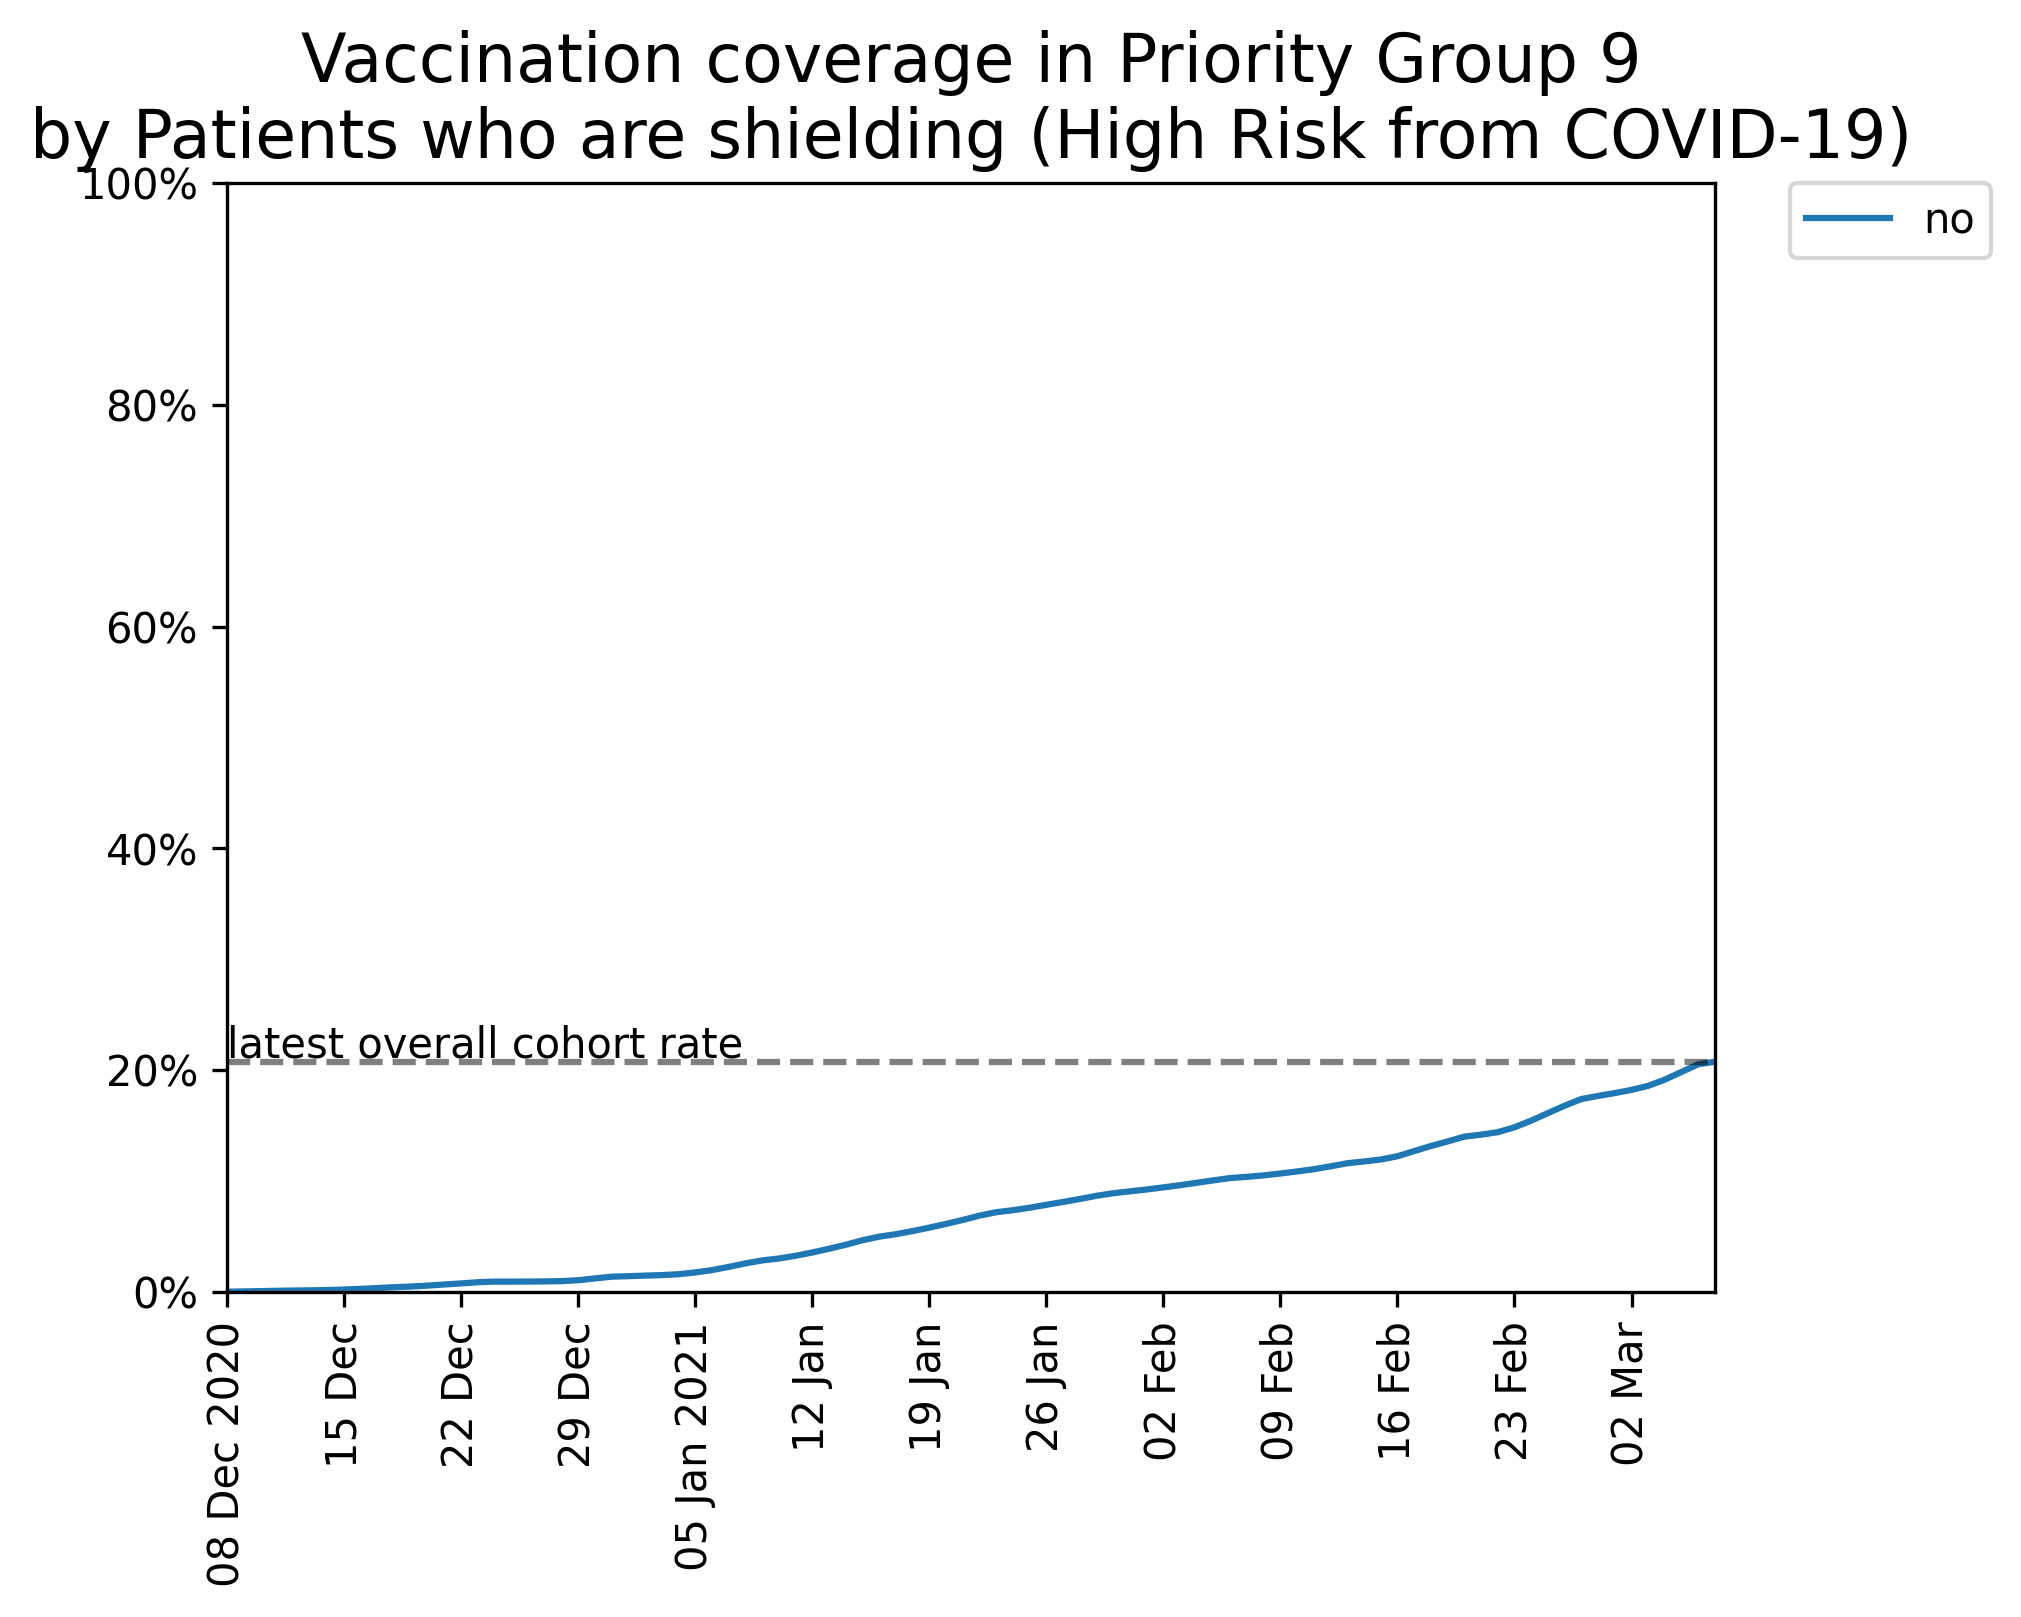 Vaccination coverage in Priority Group 9
by Patients who are shielding (High Risk from COVID-19)
100%
80%
60%
40%
20%
0%
latest overall cohort rate
no
08 Dec 2020
15 Dec
22 Dec
29 Dec
05 Jan 2021
12 Jan
19 Jan
26 Jan
02 Feb
09 Feb
16 Feb
23 Feb
02 Mar